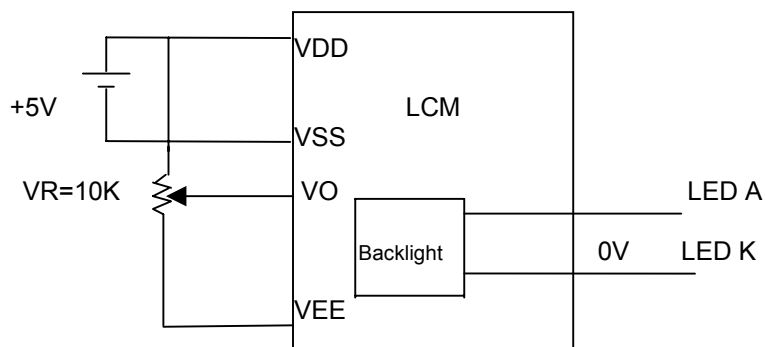 VDD
LCM
+5V
VSS
VR=10K
VO
LED A
Backlight
0V
LED K
VEE